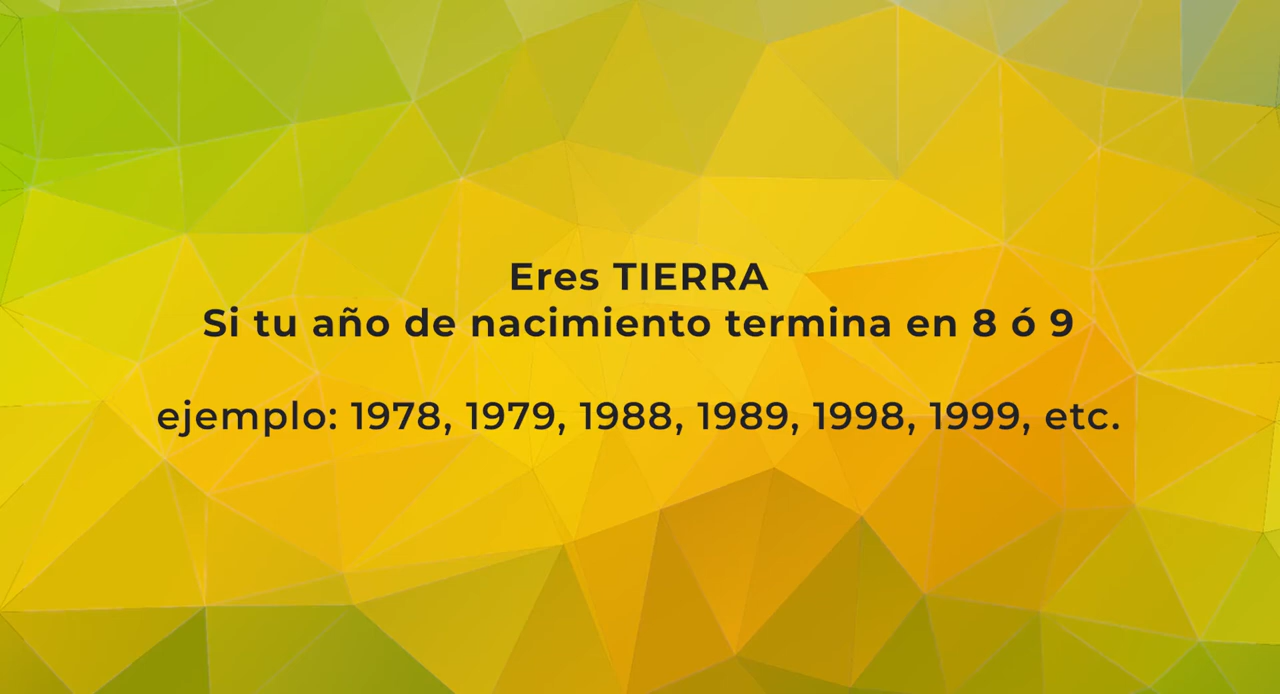 Eres TIERRA
Si tu año de nacimiento termina en 8 ó 9
ejemplo: 1978, 1979, 1988, 1989, 1998, 1999, etc.